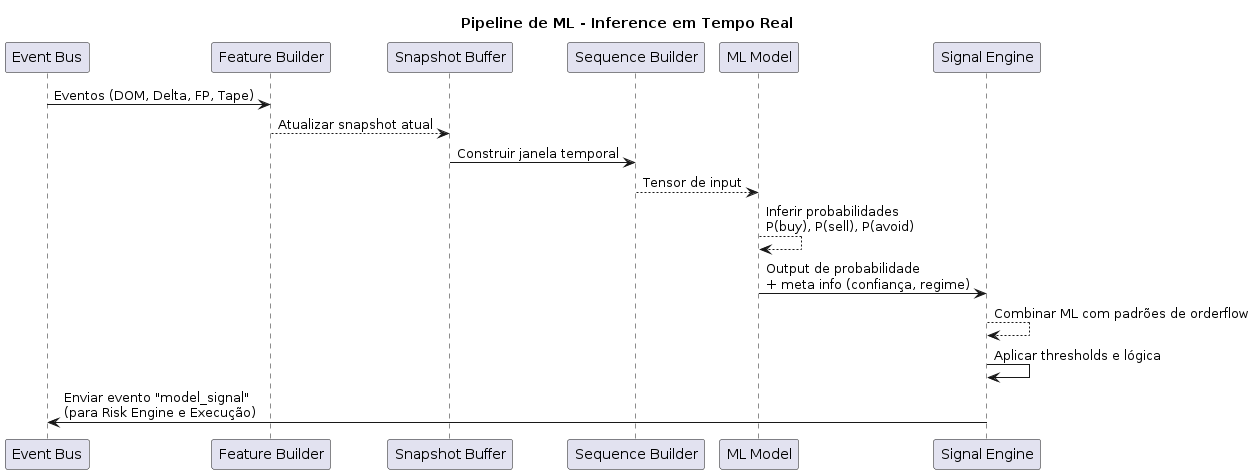 Pipeline de ML - Inference em Tempo Real
Event Bus
Feature Builder
Snapshot Buffer
Sequence Builder
ML Model
Signal Engine
Eventos (DOM, Delta, FP, Tape)
Atualizar snapshot atual
Construir janela temporal
Tensor de input
Inferir probabilidades
P(buy), P(sell), P(avoid)
Output de probabilidade
+ meta info (confiança, regime)
Combinar ML com padrões de orderflow
Aplicar thresholds e lógica
Enviar evento "model_signal"
(para Risk Engine e Execução)
Event Bus
Feature Builder
Snapshot Buffer
Sequence Builder
ML Model
Signal Engine